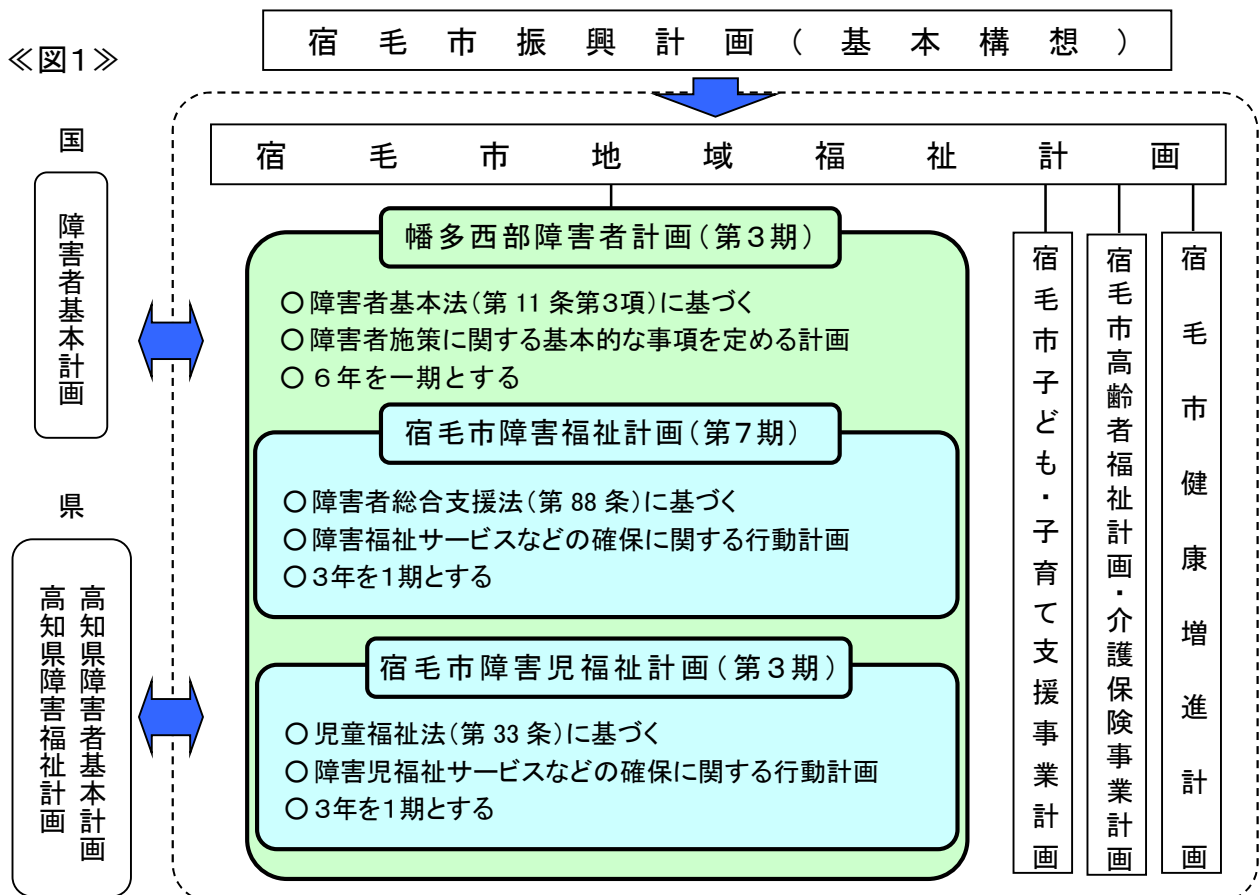 ≪図1≫
宿毛市振興計画(基本構想)
宿毛市地域福祉計画
国
障害者基本計画
県
高知県障害者基本計画
高知県障害福祉計画
幡多西部障害者計画(第3期)
○障害者基本法(第11条第3項)に基づく
○障害者施策に関する基本的な事項を定める計画
○6年を一期とする
宿毛市障害福祉計画(第7期)
○障害者総合支援法(第88条)に基づく
○障害福祉サービスなどの確保に関する行動計画
○3年を1期とする
宿毛市障害児福祉計画(第3期)
○児童福祉法(第33条)に基づく
○障害児福祉サービスなどの確保に関する行動計画
○3年を1期とする
宿毛市子ども・子育て支援事業計画
宿毛市高齢者福祉計画・介護保険事業計画
宿毛市健康増進計画